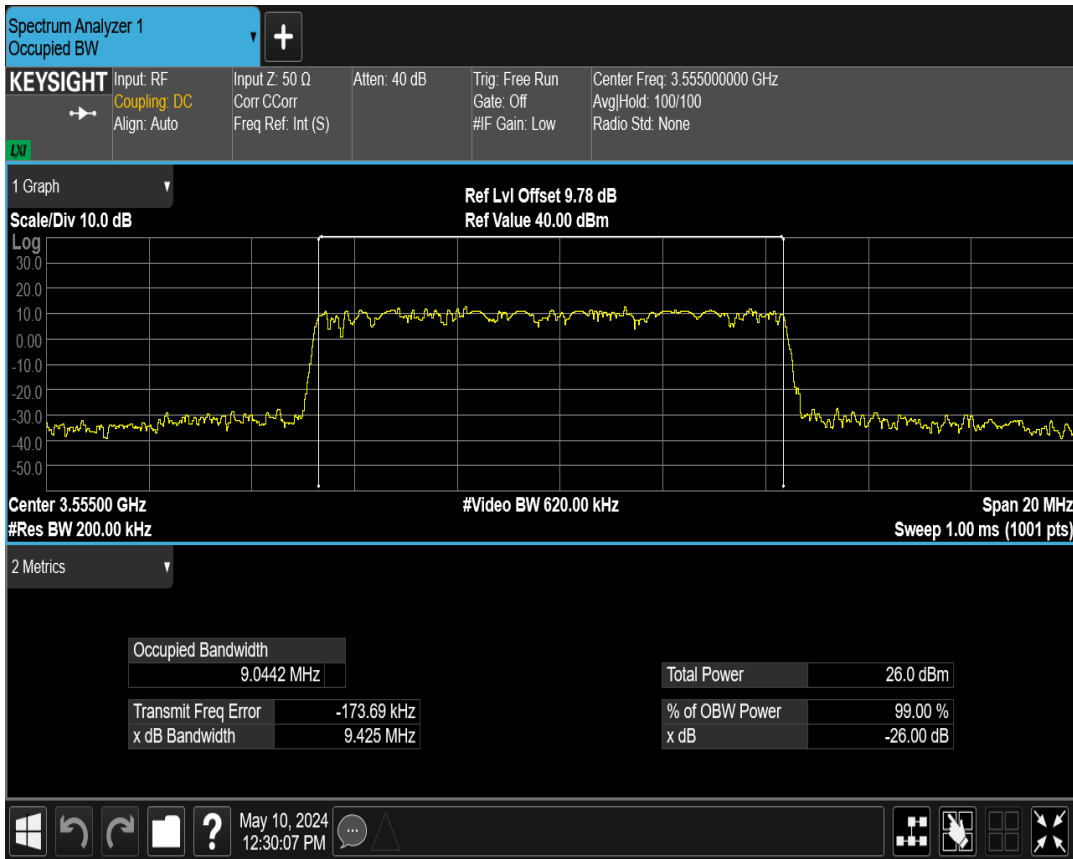 Spectrum Analyzer 1
Occupied BW
+
KEYSIGHT
LXI
Input: RF
Coupling: DC
Align: Auto
Input Z: 50 Ω
Corr CCorr
Freq Ref: Int (S)
Atten: 40 dB
Trig: Free Run
Gate: Off
#IF Gain: Low
Center Freq: 3.555000000 GHz
Avg|Hold: 100/100
Radio Std: None
1 Graph
Scale/Div 10.0 dB
Ref Lvl Offset 9.78 dB
Ref Value 40.00 dBm
Log
30.0
20.0
10.0
0.00
-10.0
-20.0
-30.0
-40.0
-50.0
Center 3.55500 GHz
#Video BW 620.00 kHz
Span 20 MHz
#Res BW 200.00 kHz
Sweep 1.00 ms (1001 pts)
2 Metrics
Occupied Bandwidth
9.0442 MHz
Total Power 26.0 dBm
Transmit Freq Error -173.69 kHz
% of OBW Power 99.00 %
x dB Bandwidth 9.425 MHz
x dB -26.00 dB
?
May 10, 2024
12:30:07 PM